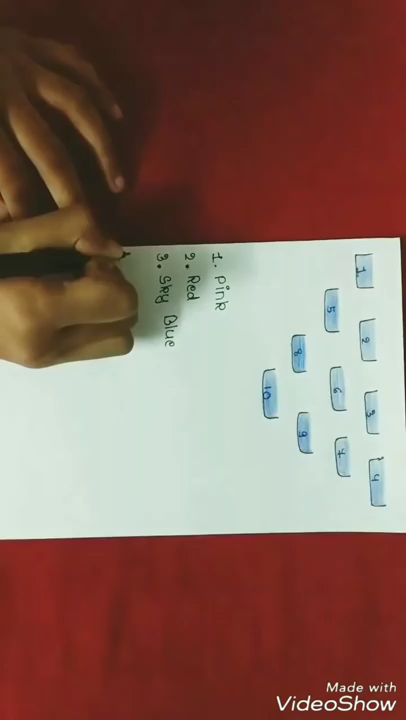 1 2 3 4
5 6 7
8 9
10
1. Pink
2. Red
3. Sky Blue
Made with
VideoShow